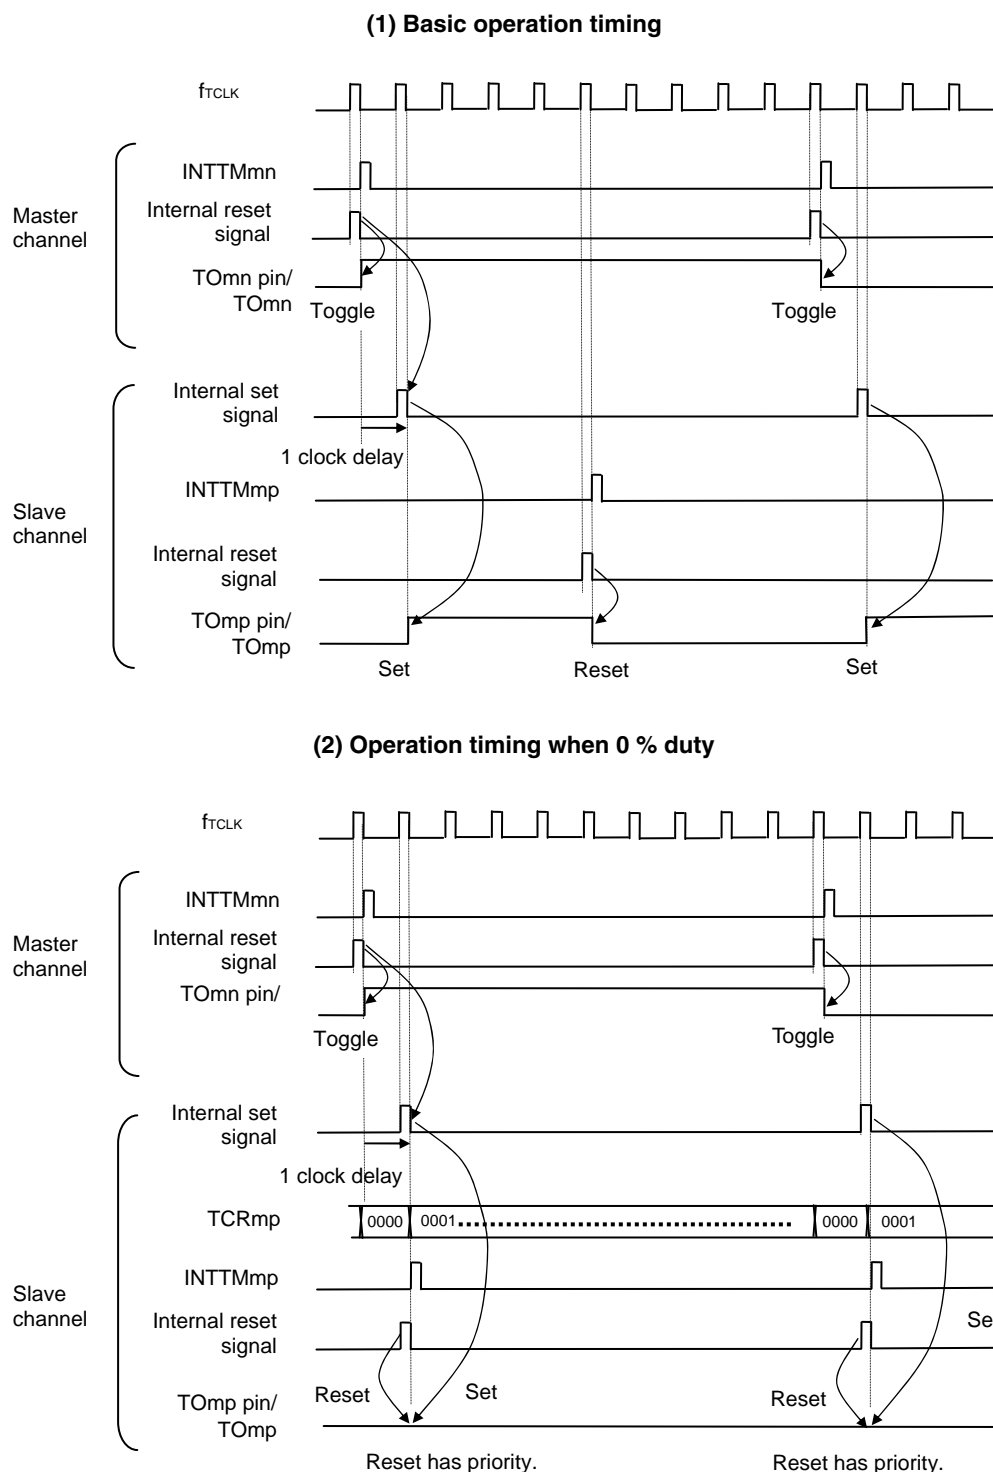 (1) Basic operation timing
fTCLK
INTTMmn
Internal reset
signal
Master
channel
TOmn pin/
TOmn
Toggle
Toggle
Internal set
signal
1 clock delay
INTTMmp
Slave
channel
Internal reset
signal
TOmp pin/
TOmp
Set
Reset
Set
(2) Operation timing when 0 % duty
fTCLK
INTTMmn
Internal reset
signal
Master
channel
TOmn pin/
Toggle
Toggle
Internal set
signal
1 clock delay
TCRmp
0000
0001
0000
0001
INTTMmp
Slave
channel
Internal reset
signal
Se
Reset
Set
Reset
TOmp pin/
TOmp
Reset has priority.
Reset has priority.